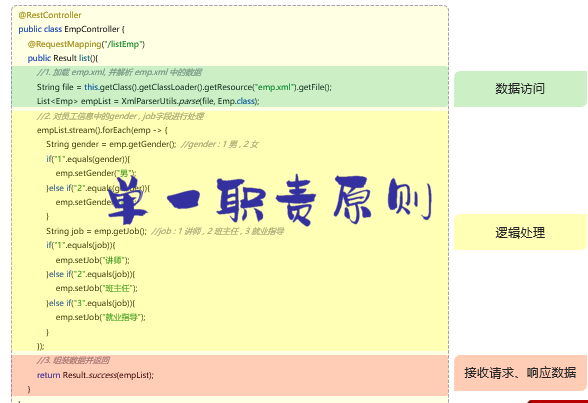 @RestController
public class EmpController {
@RequestMapping("/listEmp")
public Result list(){
//1. 加载 emp.xml, 并解析 emp.xml 中的数据
String file = this.getClass().getClassLoader().getResource("emp.xml").getFile();
List<Emp> empList = XmlParserUtils.parse(file, Emp.class);
数据访问
//2. 对员工信息中的gender , job字段进行处理
empList.stream().forEach(emp -> {
String gender = emp.getGender(); //gender : 1 男 , 2 女
if("1".equals(gender)){
emp.setGender("男");
}else if("2".equals(gender)){
emp.setGender
}
单一职责原则
String job = emp.getJob(); //job : 1 讲师 , 2 班主任 , 3 就业指导
逻辑处理
if("1".equals(job)){
emp.setJob("讲师");
}else if("2".equals(job)){
emp.setJob("班主任");
}else if("3".equals(job)){
emp.setJob("就业指导");
}
});
//3. 组装数据并返回
return Result.success(empList);
接收请求、响应数据
}